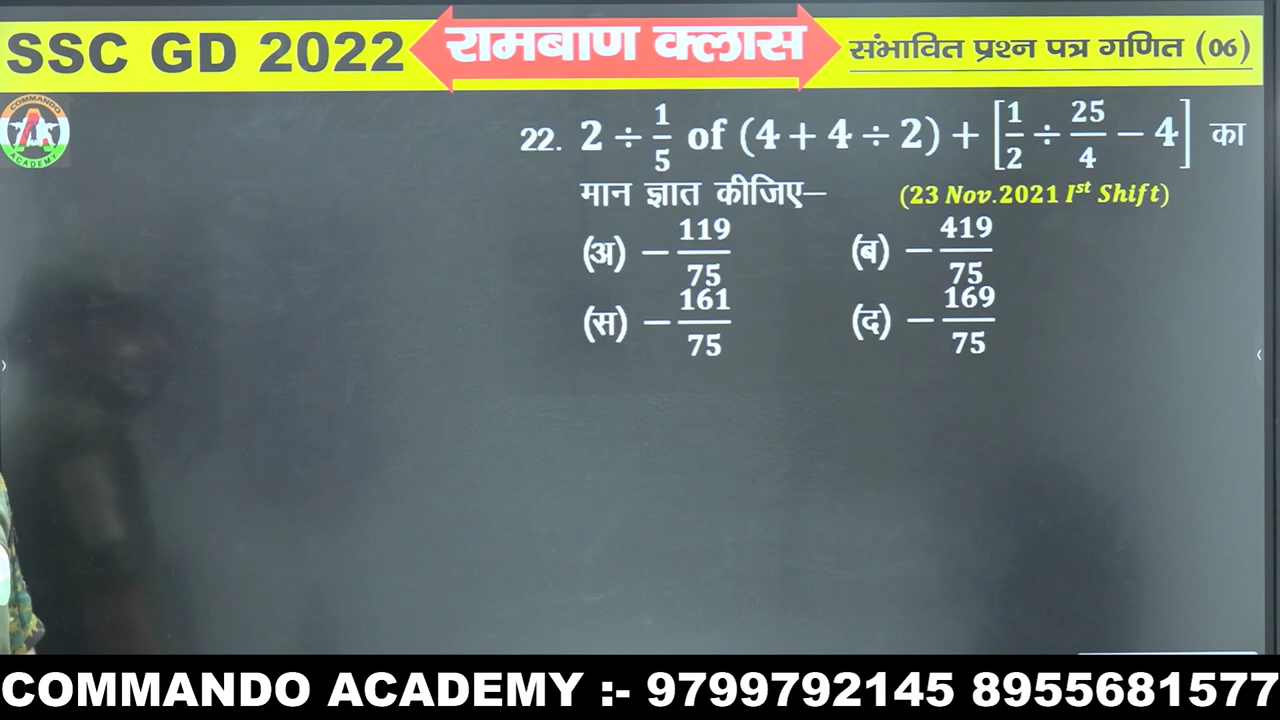 SSC GD 2022 रामबाण क्लास संभावित प्रश्न पत्र गणित (06)
COMMANDO
ACADEMY
22. 2 ÷ 1/5 of (4 + 4 ÷ 2) + [1/2 ÷ 25/4 − 4] का
मान ज्ञात कीजिए– (23 Nov.2021 Ist Shift)
(अ) −119/75 (ब) −419/75
(स) −161/75 (द) −169/75
COMMANDO ACADEMY :- 9799792145 8955681577